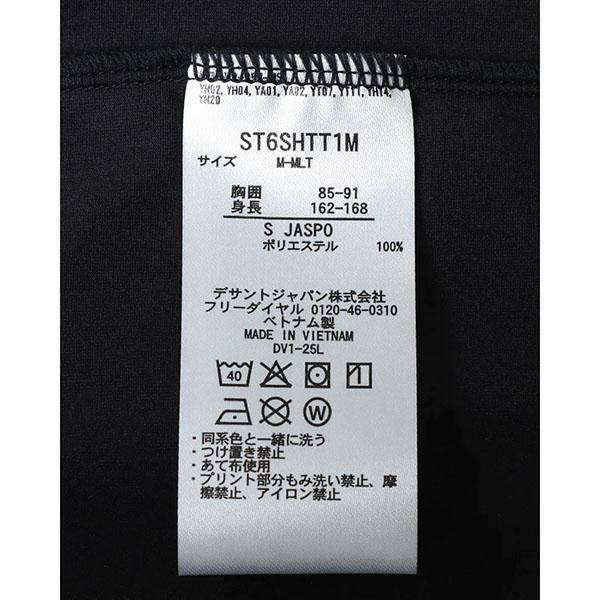 YH02, YH04, YA01, YA02, YT07, YT11, YHY4,
YH20
ST6SHTT1M
サイズ M-MLT
胸囲 85-91
身長 162-168
S JASPO
ポリエステル 100%
デサントジャパン株式会社
フリーダイヤル 0120-46-0310
ベトナム製
MADE IN VIETNAM
DV1-25L
40
W
・同系色と一緒に洗う
・つけ置き禁止
・あて布使用
・プリント部分もみ洗い禁止、摩
擦禁止、アイロン禁止